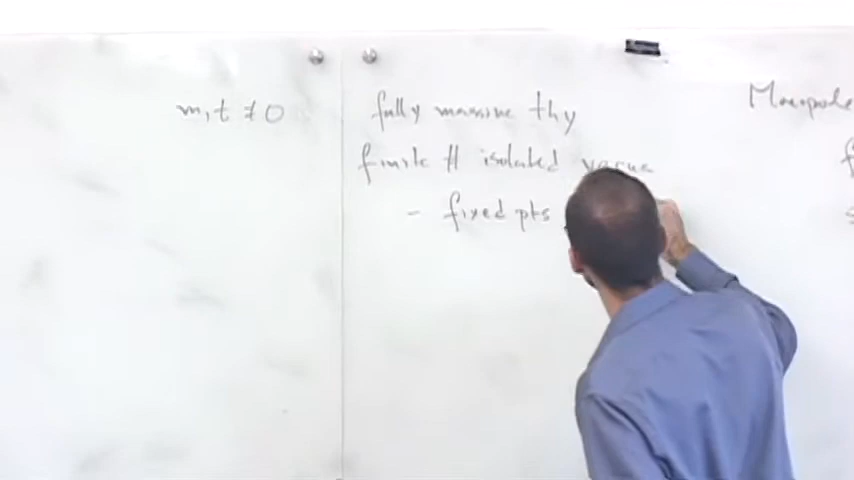 m,t ≠ 0
fully massive thy
finite # isolated vacua
- fixed pts
Monopole